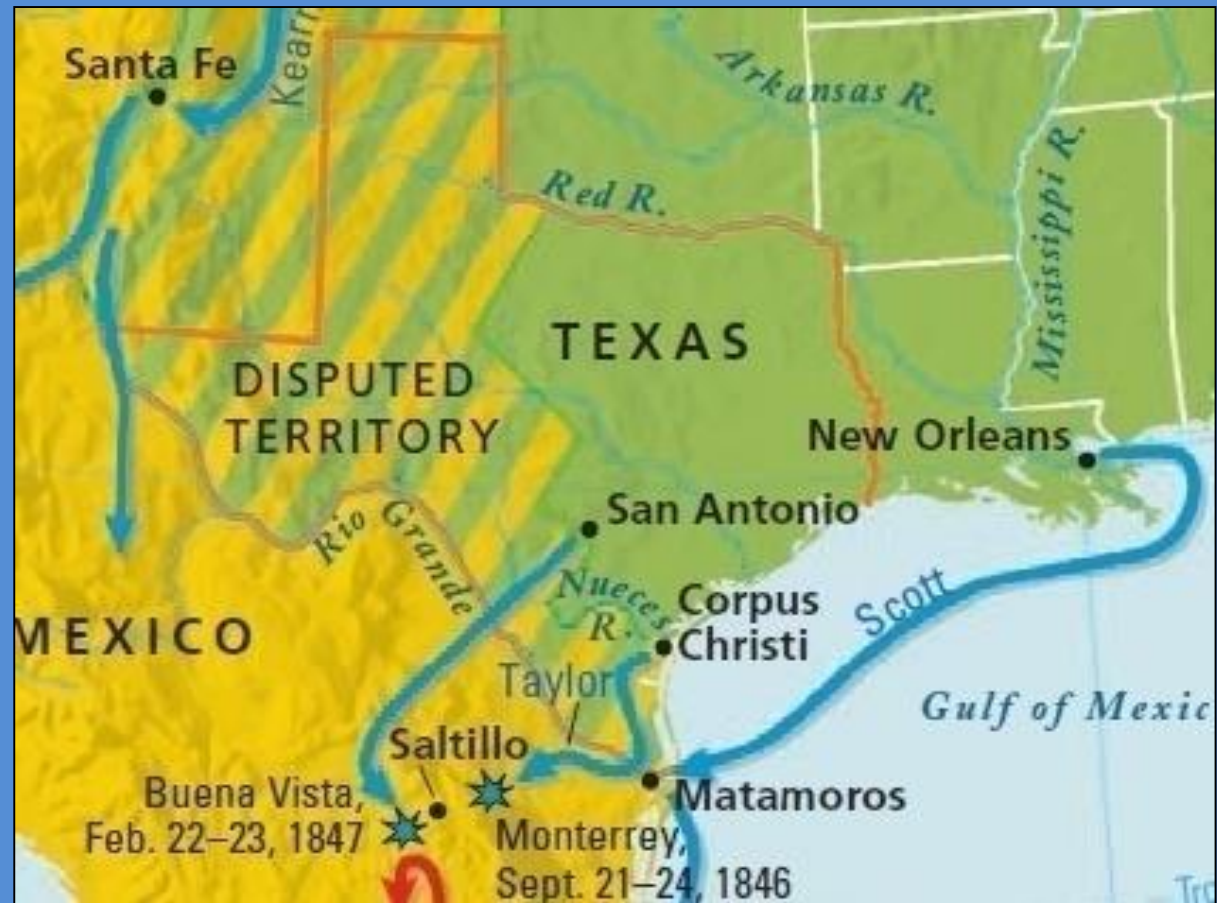 Santa Fe
Kearn
Arkansas R.
Mississippi R.
Red R.
TEXAS
DISPUTED
TERRITORY
New Orleans
San Antonio
Rio Grande
Nueces
R.
Corpus
Christi
Scott
MEXICO
Taylor
Gulf of Mexic
Saltillo
Buena Vista,
Feb. 22–23, 1847
Matamoros
Monterrey,
Sept. 21–24, 1846
Tro